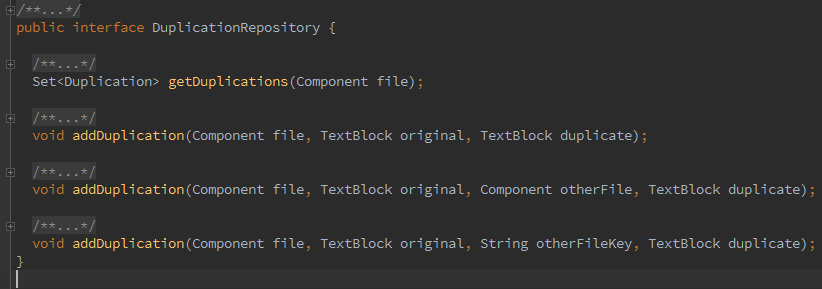 /**...*/
public interface DuplicationRepository {
/**...*/
Set<Duplication> getDuplications(Component file);
/**...*/
void addDuplication(Component file, TextBlock original, TextBlock duplicate);
/**...*/
void addDuplication(Component file, TextBlock original, Component otherFile, TextBlock duplicate);
/**...*/
void addDuplication(Component file, TextBlock original, String otherFileKey, TextBlock duplicate);
}